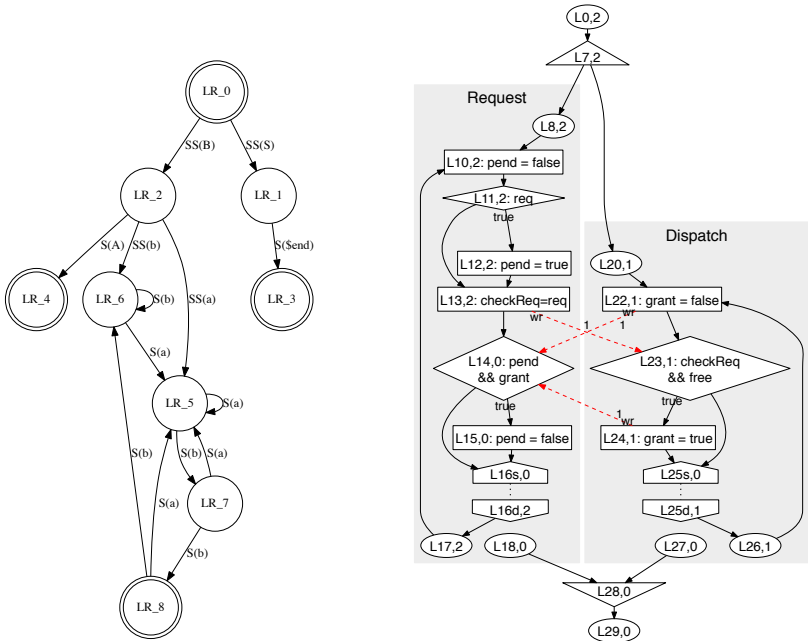 LR_0
SS(B)
SS(S)
LR_2
LR_1
S(A)
SS(b)
SS(a)
S($end)
LR_4
LR_6
S(b)
LR_3
S(a)
LR_5
S(a)
S(b)
S(b)
S(a)
S(a)
LR_7
S(b)
LR_8
L0,2
L7,2
Request
L8,2
L10,2: pend = false
L11,2: req
true
L12,2: pend = true
L13,2: checkReq=req
wr
1
L14,0: pend
&& grant
true
L15,0: pend = false
L16s,0
L16d,2
L17,2
L18,0
Dispatch
L20,1
L22,1: grant = false
wr
1
L23,1: checkReq
&& free
true
1
wr
L24,1: grant = true
L25s,0
L25d,1
L27,0
L26,1
L28,0
L29,0